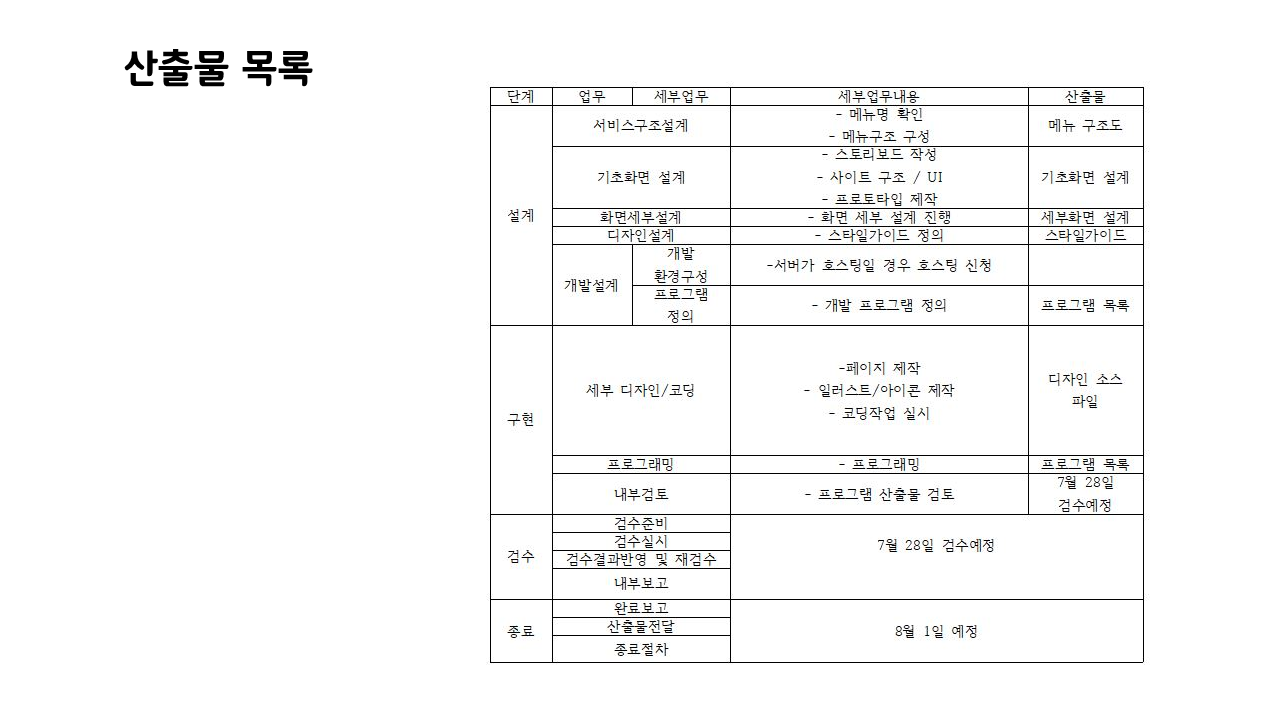 산출물 목록
단계 업무 세부업무 세부업무내용 산출물
설계
서비스구조설계
- 메뉴명 확인
- 메뉴구조 구성
메뉴 구조도
기초화면 설계
- 스토리보드 작성
- 사이트 구조 / UI
- 프로토타입 제작
기초화면 설계
화면세부설계
- 화면 세부 설계 진행
세부화면 설계
디자인설계
- 스타일가이드 정의
스타일가이드
개발설계
개발
환경구성
-서버가 호스팅일 경우 호스팅 신청
프로그램
정의
- 개발 프로그램 정의
프로그램 목록
구현
세부 디자인/코딩
-페이지 제작
- 일러스트/아이콘 제작
- 코딩작업 실시
디자인 소스
파일
프로그래밍
- 프로그래밍
프로그램 목록
내부검토
- 프로그램 산출물 검토
7월 28일
검수예정
검수
검수준비
검수실시
검수결과반영 및 재검수
내부보고
7월 28일 검수예정
종료
완료보고
산출물전달
종료절차
8월 1일 예정